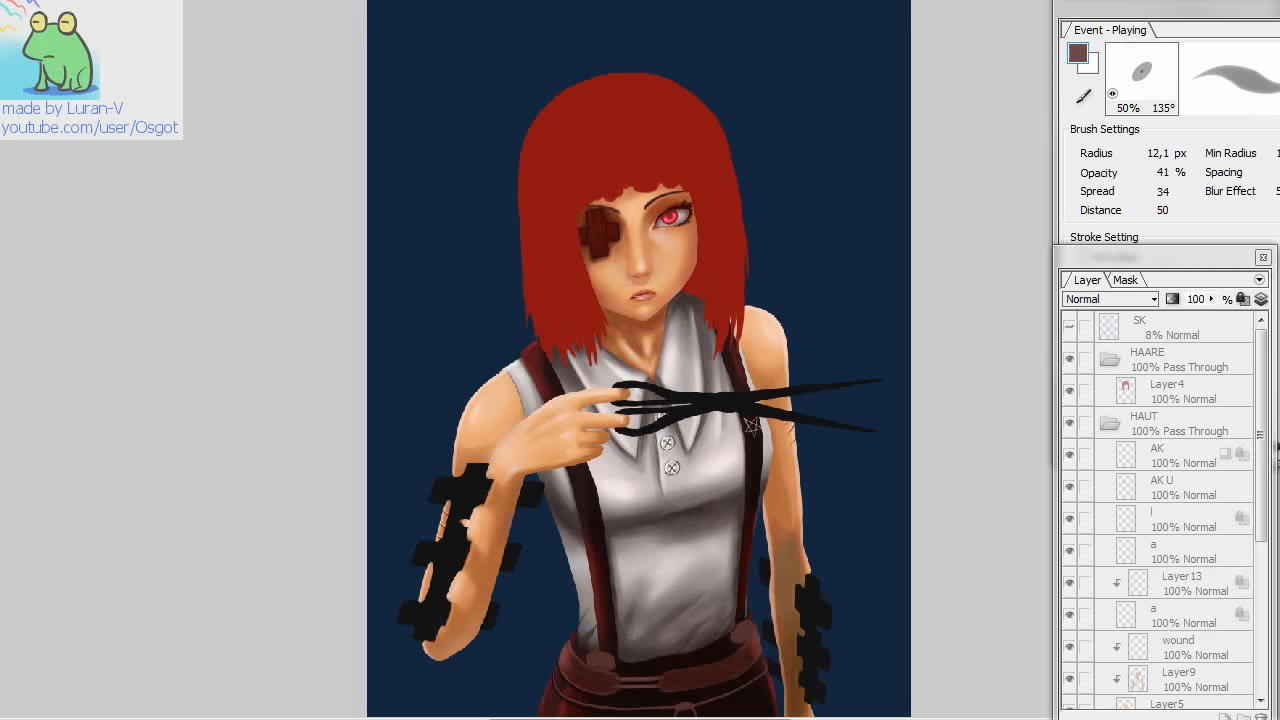 made by Luran-V
youtube.com/user/Osgot
Event - Playing
50% 135°
Brush Settings
Radius 12,1 px Min Radius 1
Opacity 41 % Spacing
Spread 34 Blur Effect 5
Distance 50
Stroke Setting
Layer Mask
Normal 100 %
SK
8% Normal
HAARE
100% Pass Through
Layer4
100% Normal
HAUT
100% Pass Through
AK
100% Normal
AK U
100% Normal
l
100% Normal
a
100% Normal
Layer13
100% Normal
a
100% Normal
wound
100% Normal
Layer9
100% Normal
Layer5